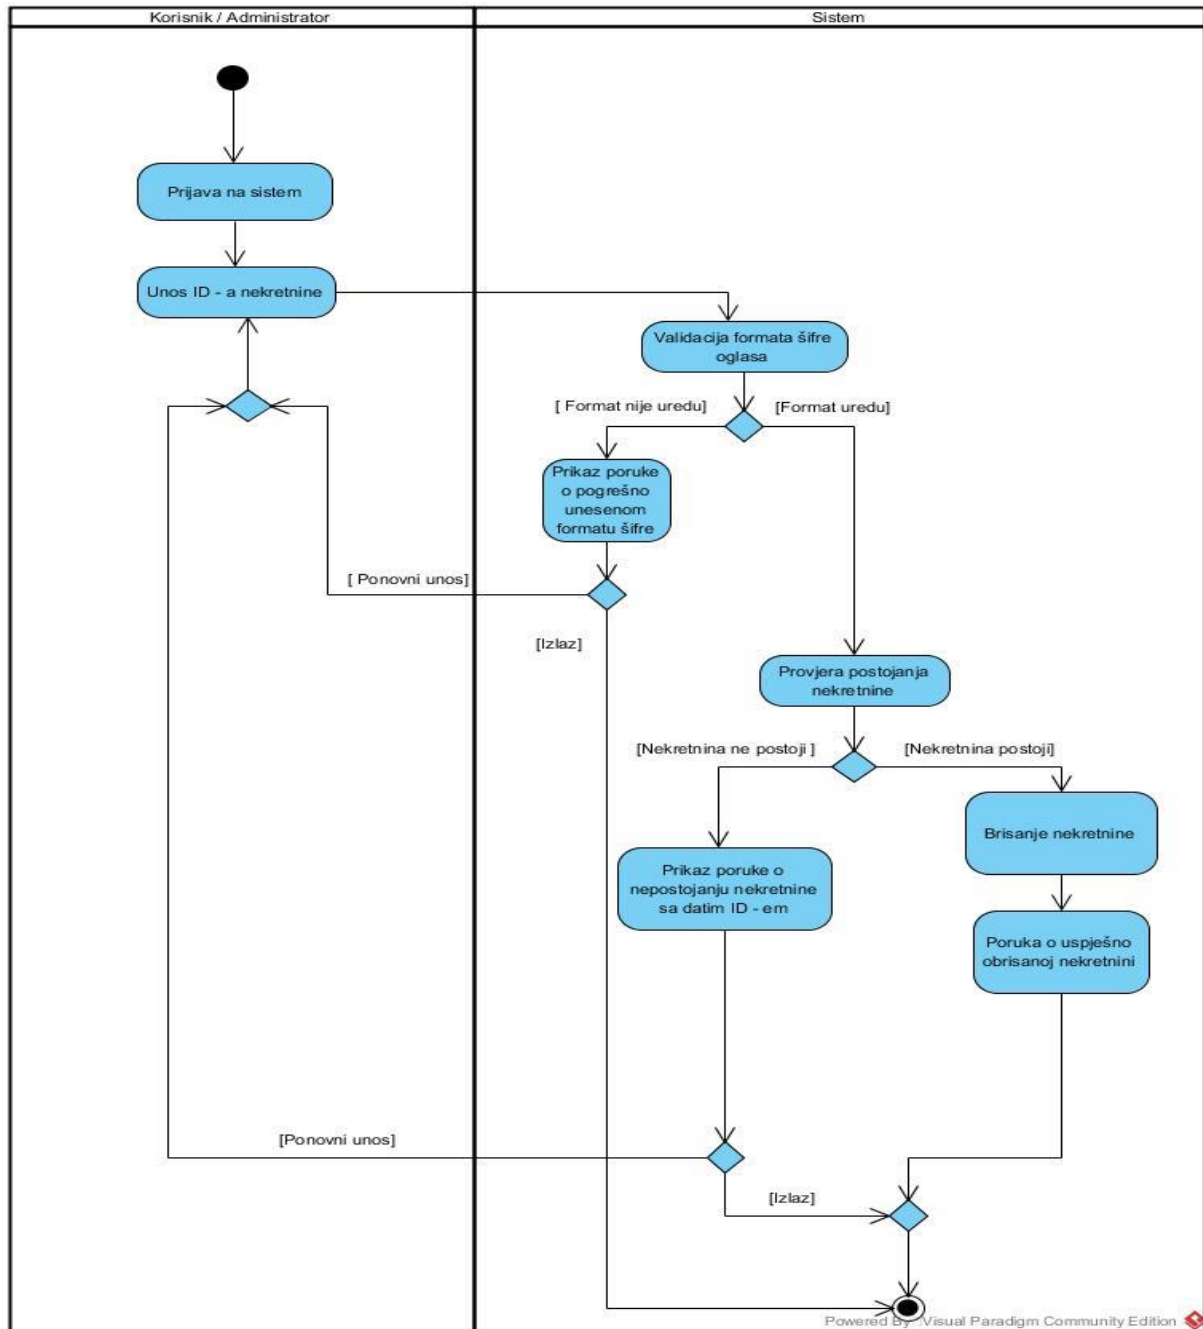 Korisnik / Administrator
Sistem
Prijava na sistem
Unos ID - a nekretnine
Validacija formata šifre
oglasa
[ Format nije uredu]
[Format uredu]
Prikaz poruke
o pogrešno
unesenom
formatu šifre
[ Ponovni unos]
[Izlaz]
Provjera postojanja
nekretnine
[Nekretnina ne postoji ]
[Nekretnina postoji]
Brisanje nekretnine
Prikaz poruke o
nepostojanju nekretnine
sa datim ID - em
Poruka o uspješno
obrisanoj nekretnini
[Ponovni unos]
[Izlaz]
Powered By Visual Paradigm Community Edition